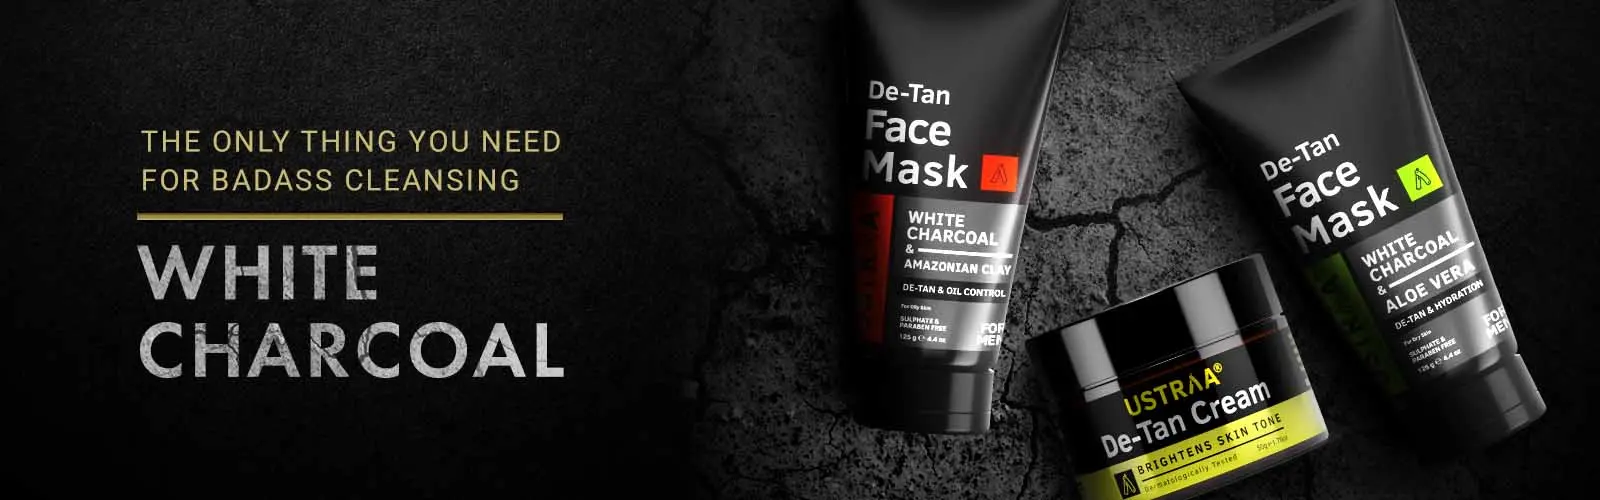 THE ONLY THING YOU NEED
FOR BADASS CLEANSING
WHITE
CHARCOAL
De-Tan
Face
Mask
WHITE
CHARCOAL
&
AMAZONIAN CLAY
DE-TAN & OIL CONTROL
For Oily Skin
SULPHATE &
PARABEN FREE
125 g ℮ 4.4 oz
FOR
MEN
USTRAA®
De-Tan Cream
BRIGHTENS SKIN TONE
Dermatologically Tested
De-Tan
Face
Mask
WHITE
CHARCOAL
&
ALOE VERA
DE-TAN & HYDRATION
For Dry Skin
SULPHATE &
PARABEN FREE
125 g ℮ 4.4 oz
FOR
MEN